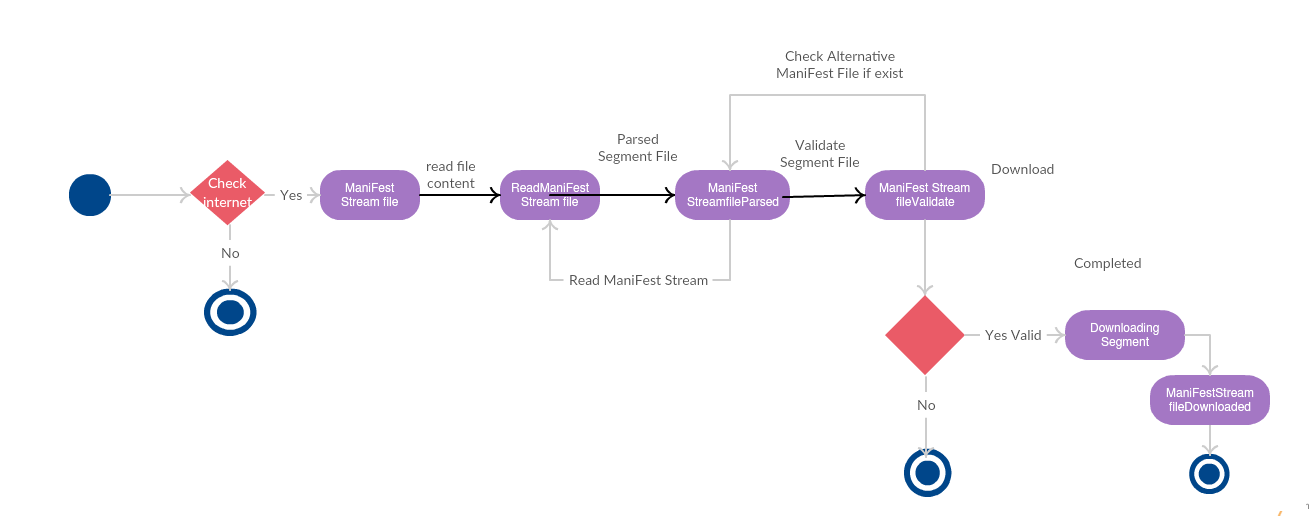 Check Alternative
ManiFest File if exist
Parsed
Segment File
Validate
Segment File
read file
content
Download
Check
internet
Yes
ManiFest
Stream file
ReadManiFest
Stream file
ManiFest
StreamfileParsed
ManiFest Stream
fileValidate
No
Read ManiFest Stream
Completed
Yes Valid
Downloading
Segment
No
ManiFestStream
fileDownloaded